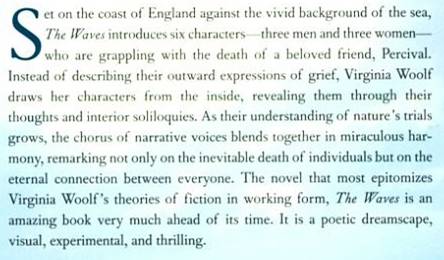 Set on the coast of England against the vivid background of the sea,
The Waves introduces six characters—three men and three women—
who are grappling with the death of a beloved friend, Percival.
Instead of describing their outward expressions of grief, Virginia Woolf
draws her characters from the inside, revealing them through their
thoughts and interior soliloquies. As their understanding of nature's trials
grows, the chorus of narrative voices blends together in miraculous har-
mony, remarking not only on the inevitable death of individuals but on the
eternal connection between everyone. The novel that most epitomizes
Virginia Woolf's theories of fiction in working form, The Waves is an
amazing book very much ahead of its time. It is a poetic dreamscape,
visual, experimental, and thrilling.